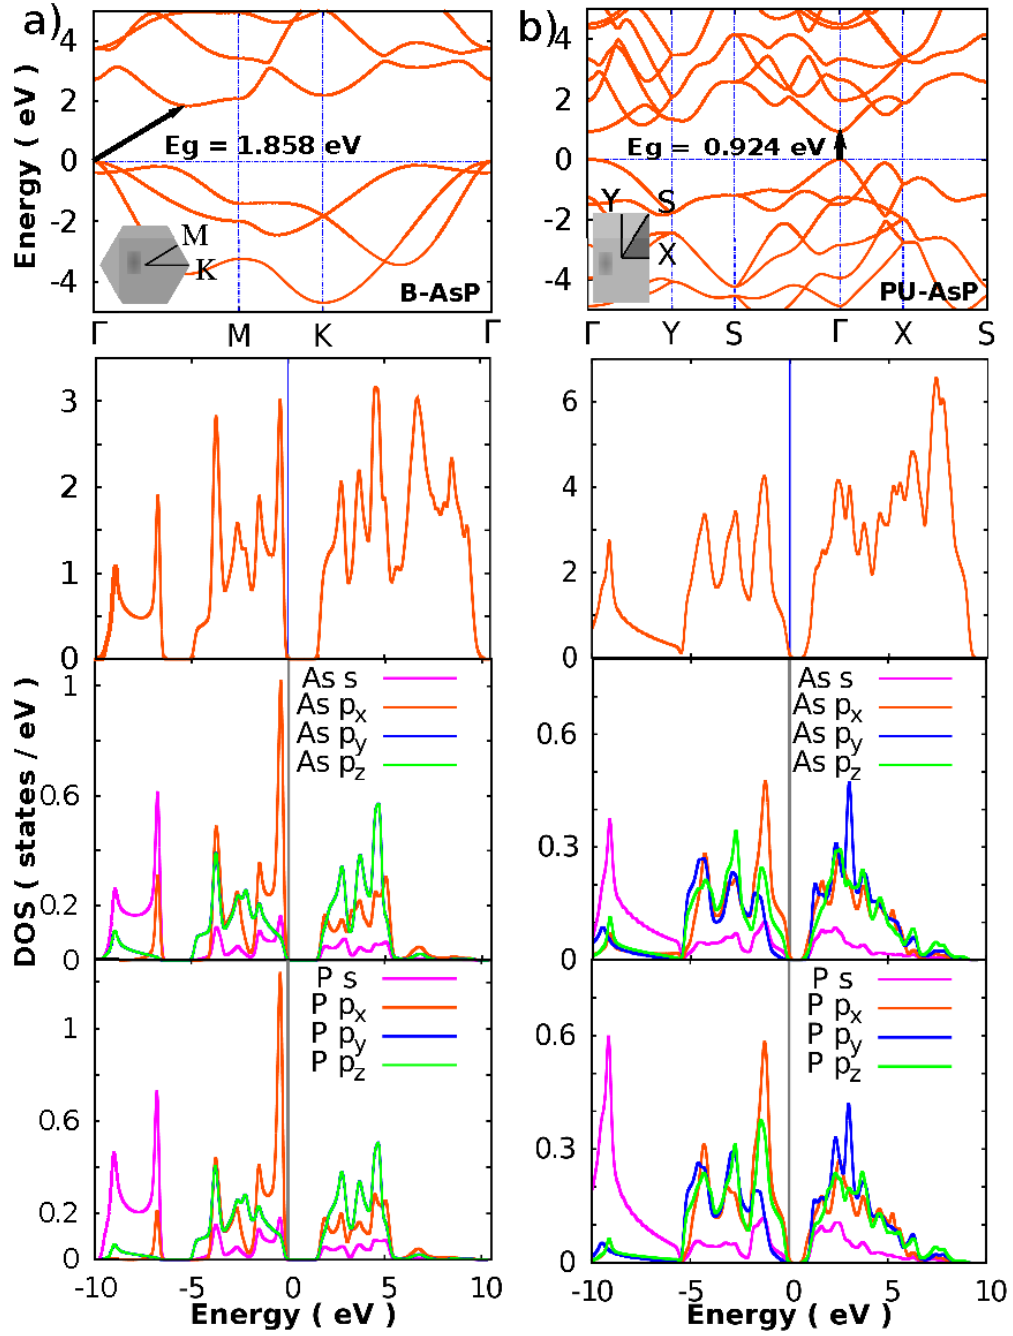 a)
b)
Energy ( eV )
4
2
0
-2
-4
Eg = 1.858 eV
M
K
B-AsP
Γ M K Γ
4
2
0
-2
-4
Eg = 0.924 eV
Y S
X
PU-AsP
Γ Y S Γ X S
DOS ( states / eV )
3
2
1
0
6
4
2
0
1
0.6
0.2
0
As s
As px
As py
As pz
0.6
0.3
0
As s
As px
As py
As pz
1
0.6
0.2
0
P s
P px
P py
P pz
0.6
0.3
0
P s
P px
P py
P pz
-10 -5 0 5 10
-10 -5 0 5 10
Energy ( eV )
Energy ( eV )